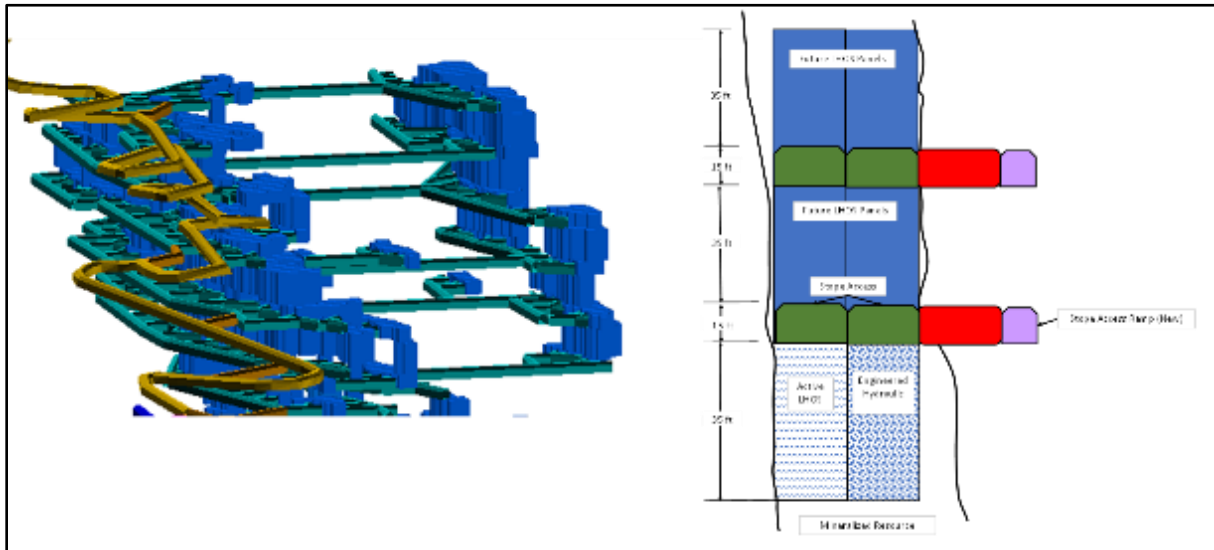 Future LHOS Panels
35 ft
15 ft
Future LHOS Panels
35 ft
Stope Access
15 ft
Stope Access Ramp (New)
Active
LHOS
Engineered
Hydraulic
35 ft
Mineralized Resource